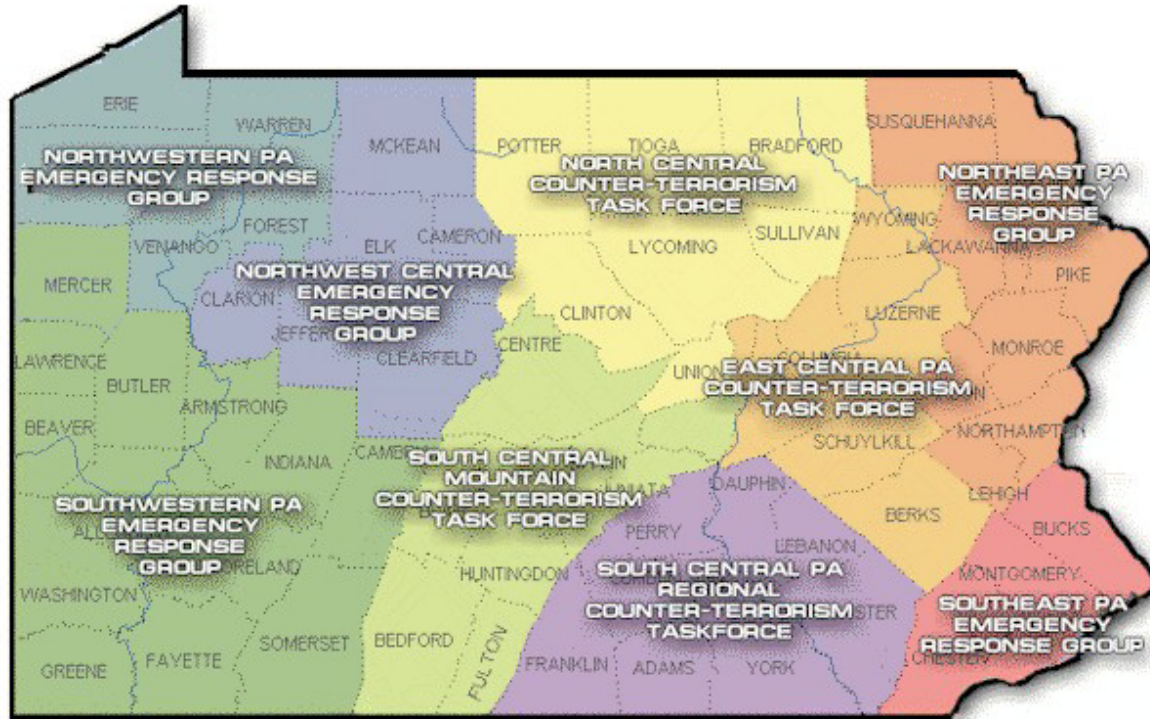 ERIE
WARREN
MCKEAN
POTTER
TIOGA
BRADFORD
SUSQUEHANNA
NORTHWESTERN PA
EMERGENCY RESPONSE
GROUP
NORTH CENTRAL
COUNTER-TERRORISM
TASK FORCE
NORTHEAST PA
EMERGENCY
RESPONSE
GROUP
WYOMING
LACKAWANNA
FOREST
VENANGO
ELK
CAMERON
LYCOMING
SULLIVAN
PIKE
MERCER
CLARION
NORTHWEST CENTRAL
EMERGENCY
RESPONSE
GROUP
CLINTON
LUZERNE
CENTRE
CLEARFIELD
MONROE
LAWRENCE
BUTLER
ARMSTRONG
UNION
COLUMBIA
EAST CENTRAL PA
COUNTER-TERRORISM
TASK FORCE
BEAVER
INDIANA
SCHUYLKILL
NORTHAMPTON
SOUTH CENTRAL
MOUNTAIN
COUNTER-TERRORISM
TASK FORCE
DAUPHIN
LEHIGH
BERKS
BUCKS
SOUTHWESTERN PA
EMERGENCY
RESPONSE
GROUP
PERRY
LEBANON
HUNTINGDON
MONTGOMERY
SOUTH CENTRAL PA
REGIONAL
COUNTER-TERRORISM
TASKFORCE
WASHINGTON
SOUTHEAST PA
EMERGENCY
RESPONSE GROUP
SOMERSET
BEDFORD
FULTON
GREENE
FAYETTE
FRANKLIN
ADAMS
YORK
CHESTER